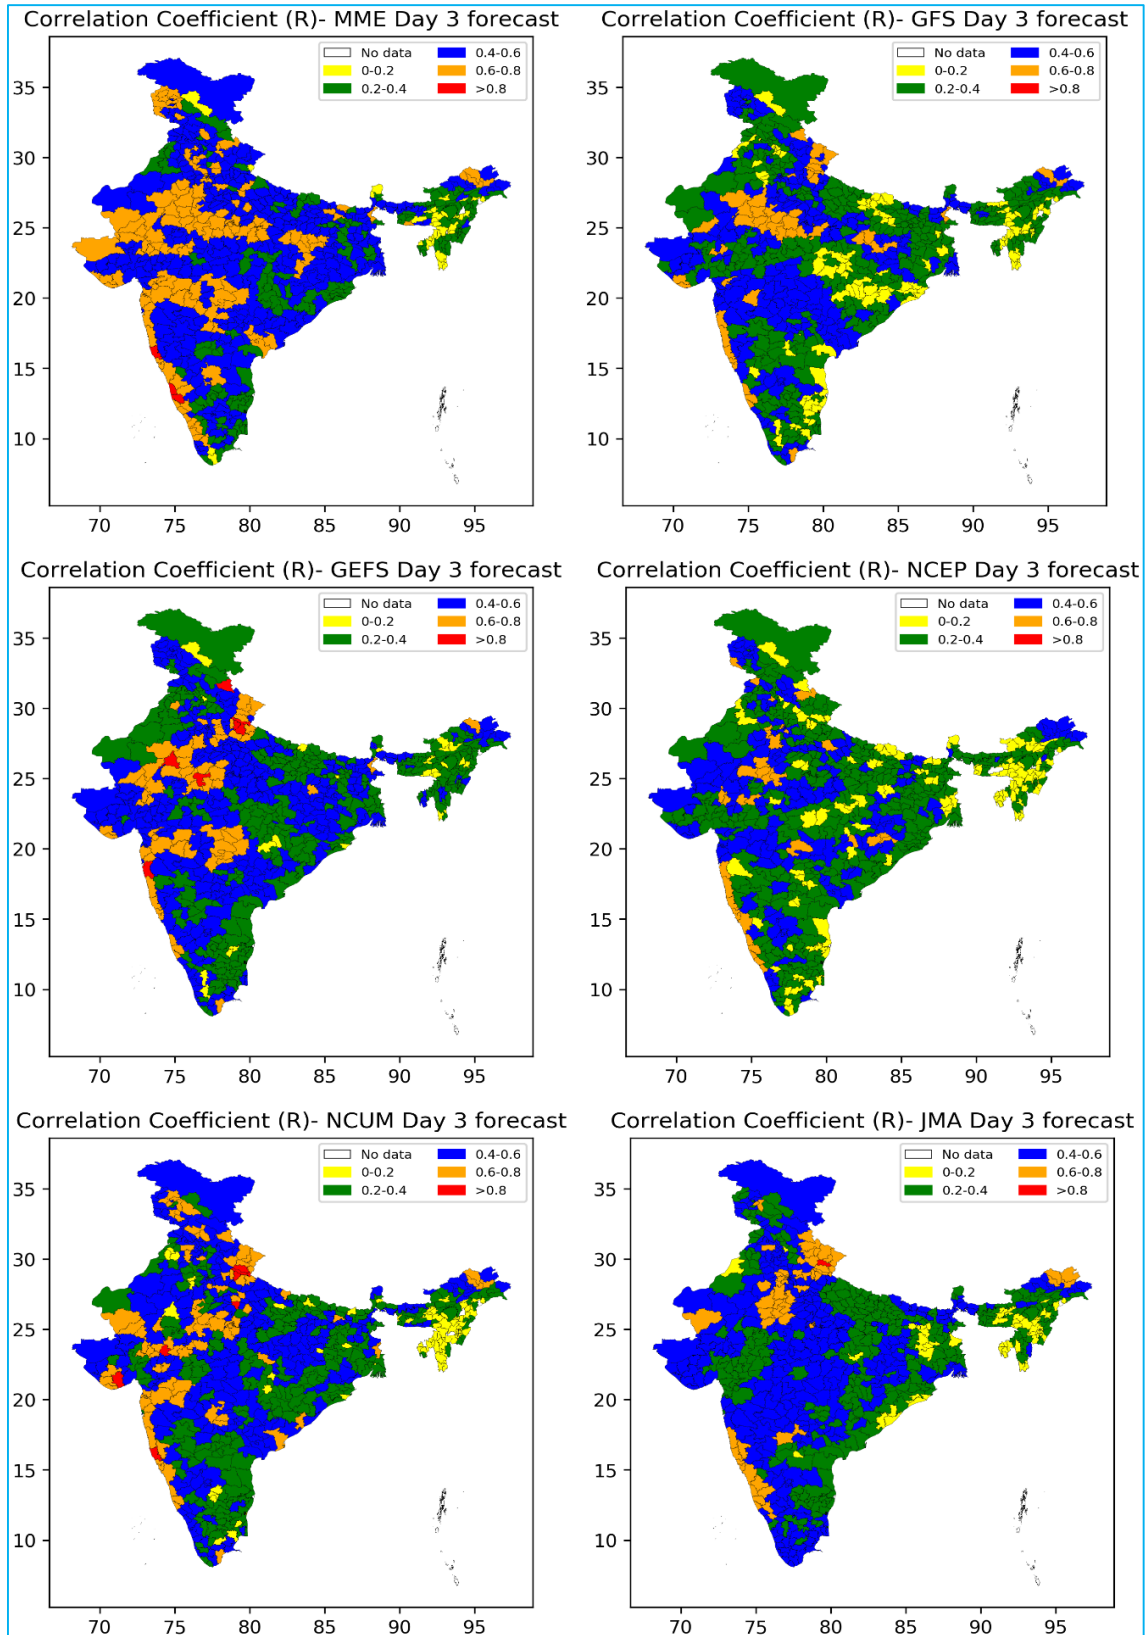 Correlation Coefficient (R)- MME Day 3 forecast
No data 0.4-0.6
0-0.2 0.6-0.8
0.2-0.4 >0.8
35
30
25
20
15
10
70 75 80 85 90 95
Correlation Coefficient (R)- GFS Day 3 forecast
No data 0.4-0.6
0-0.2 0.6-0.8
0.2-0.4 >0.8
35
30
25
20
15
10
70 75 80 85 90 95
Correlation Coefficient (R)- GEFS Day 3 forecast
No data 0.4-0.6
0-0.2 0.6-0.8
0.2-0.4 >0.8
35
30
25
20
15
10
70 75 80 85 90 95
Correlation Coefficient (R)- NCEP Day 3 forecast
No data 0.4-0.6
0-0.2 0.6-0.8
0.2-0.4 >0.8
35
30
25
20
15
10
70 75 80 85 90 95
Correlation Coefficient (R)- NCUM Day 3 forecast
No data 0.4-0.6
0-0.2 0.6-0.8
0.2-0.4 >0.8
35
30
25
20
15
10
70 75 80 85 90 95
Correlation Coefficient (R)- JMA Day 3 forecast
No data 0.4-0.6
0-0.2 0.6-0.8
0.2-0.4 >0.8
35
30
25
20
15
10
70 75 80 85 90 95